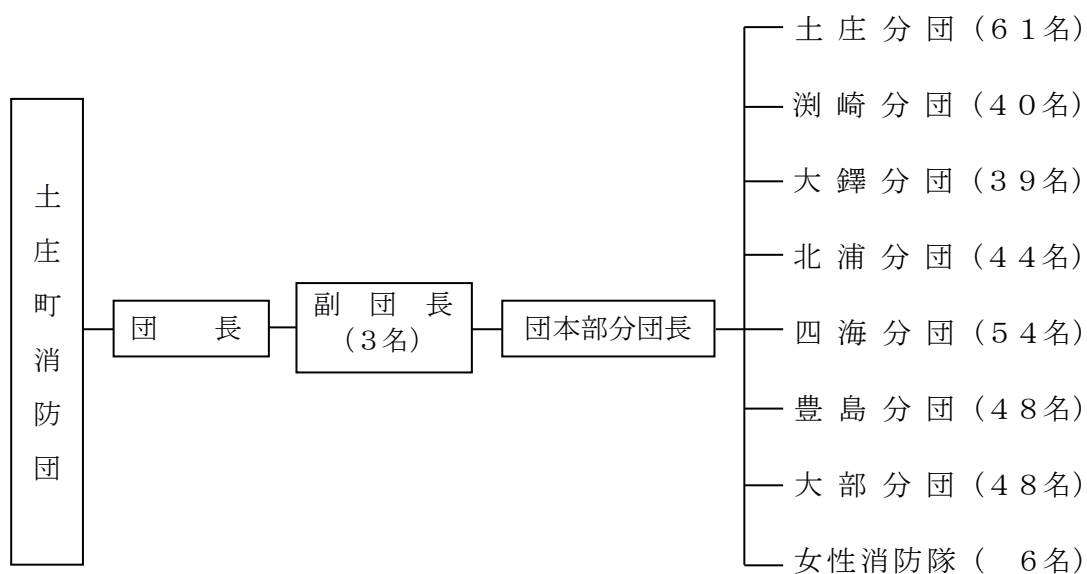 土庄町消防団
団　　長
副　団　長
（３名）
団本部分団長
土 庄 分 団（６１名）
渕 崎 分 団（４０名）
大 鐸 分 団（３９名）
北 浦 分 団（４４名）
四 海 分 団（５４名）
豊 島 分 団（４８名）
大 部 分 団（４８名）
女性消防隊（　６名）